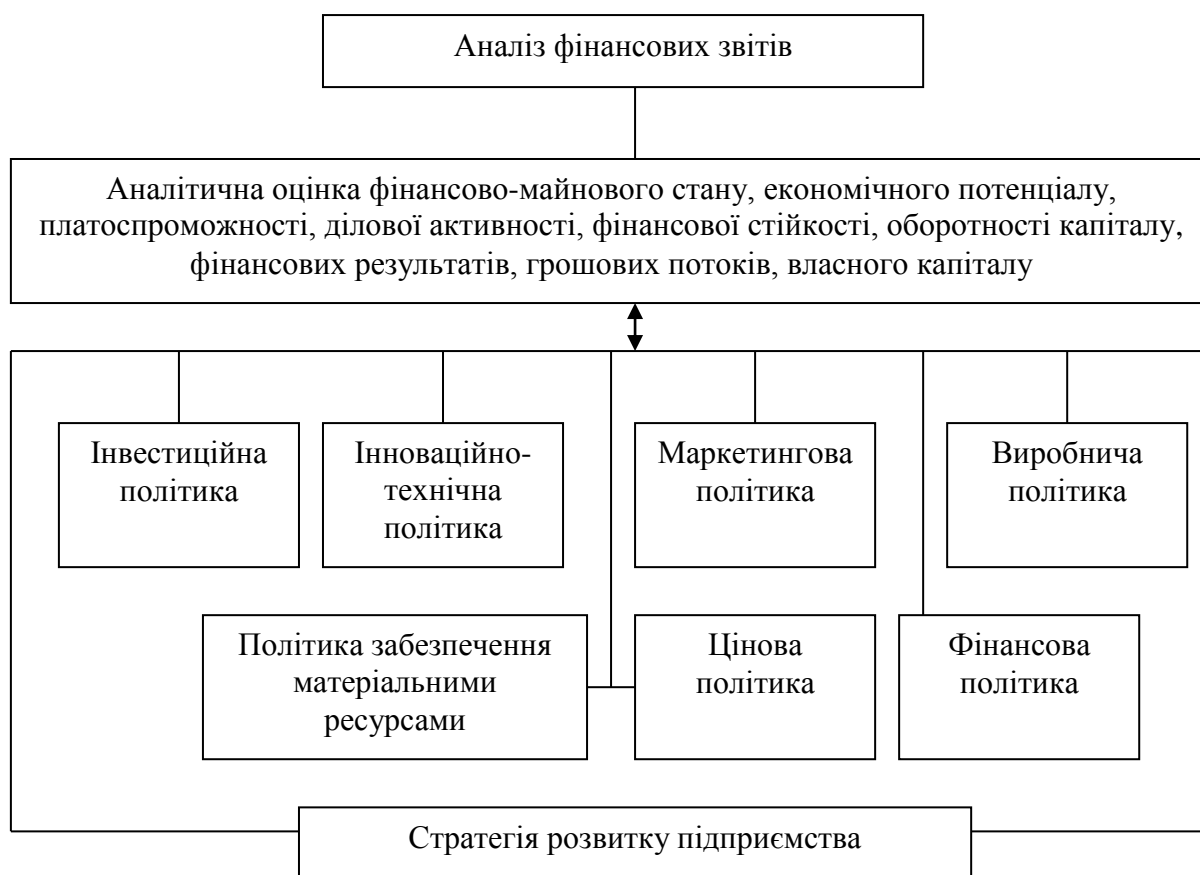 Аналіз фінансових звітів
Аналітична оцінка фінансово-майнового стану, економічного потенціалу,
платоспроможності, ділової активності, фінансової стійкості, оборотності капіталу,
фінансових результатів, грошових потоків, власного капіталу
Інвестиційна
політика
Інноваційно-
технічна
політика
Маркетингова
політика
Виробнича
політика
Політика забезпечення
матеріальними
ресурсами
Цінова
політика
Фінансова
політика
Стратегія розвитку підприємства